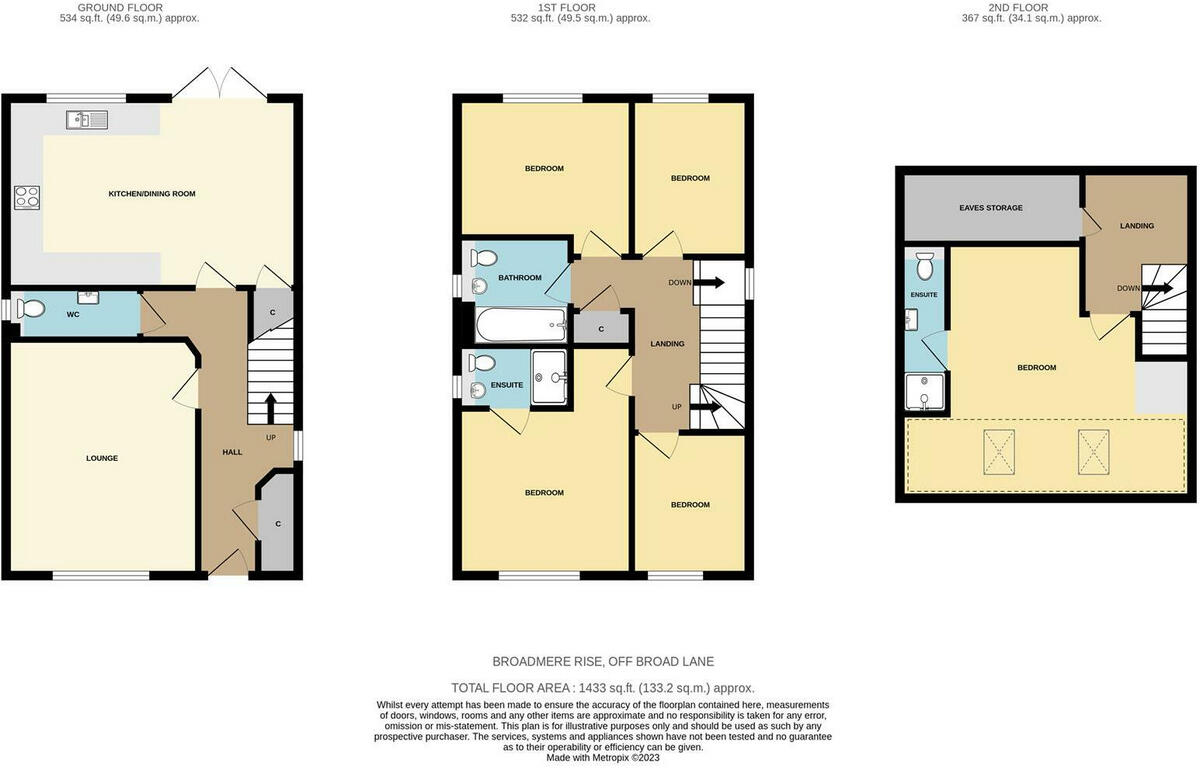 GROUND FLOOR
534 sq.ft. (49.6 sq.m.) approx.
1ST FLOOR
532 sq.ft. (49.5 sq.m.) approx.
2ND FLOOR
367 sq.ft. (34.1 sq.m.) approx.
KITCHEN/DINING ROOM
WC
C
LOUNGE
UP
HALL
C
BEDROOM
BEDROOM
BATHROOM
DOWN
C
LANDING
ENSUITE
UP
BEDROOM
BEDROOM
EAVES STORAGE
LANDING
ENSUITE
DOWN
BEDROOM
BROADMERE RISE, OFF BROAD LANE
TOTAL FLOOR AREA : 1433 sq.ft. (133.2 sq.m.) approx.
Whilst every attempt has been made to ensure the accuracy of the floorplan contained here, measurements
of doors, windows, rooms and any other items are approximate and no responsibility is taken for any error,
omission or mis-statement. This plan is for illustrative purposes only and should be used as such by any
prospective purchaser. The services, systems and appliances shown have not been tested and no guarantee
as to their operability or efficiency can be given.
Made with Metropix ©2023